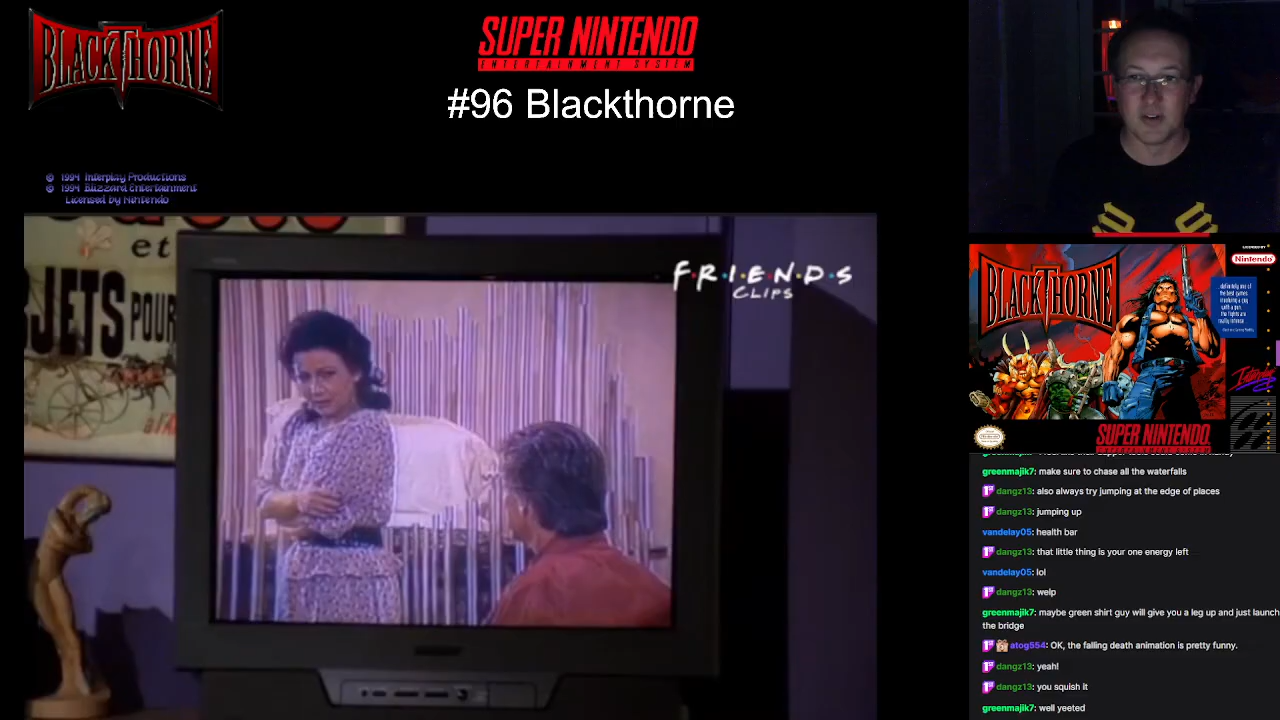 BLACKTHORNE
SUPER NINTENDO
ENTERTAINMENT SYSTEM
#96 Blackthorne
© 1994 Interplay Productions
© 1994 Blizzard Entertainment
Licensed by Nintendo
et
JETS POUR
F·R·I·E·N·D·S
CLIPS
BLACKTHORNE
Nintendo
Interplay
SUPER NINTENDO
greenmajik7: make sure to chase all the waterfalls
dangz13: also always try jumping at the edge of places
dangz13: jumping up
vandelay05: health bar
dangz13: that little thing is your one energy left
vandelay05: lol
dangz13: welp
greenmajik7: maybe green shirt guy will give you a leg up and just launch
the bridge
atog554: OK, the falling death animation is pretty funny.
dangz13: yeah!
dangz13: you squish it
greenmajik7: well yeeted